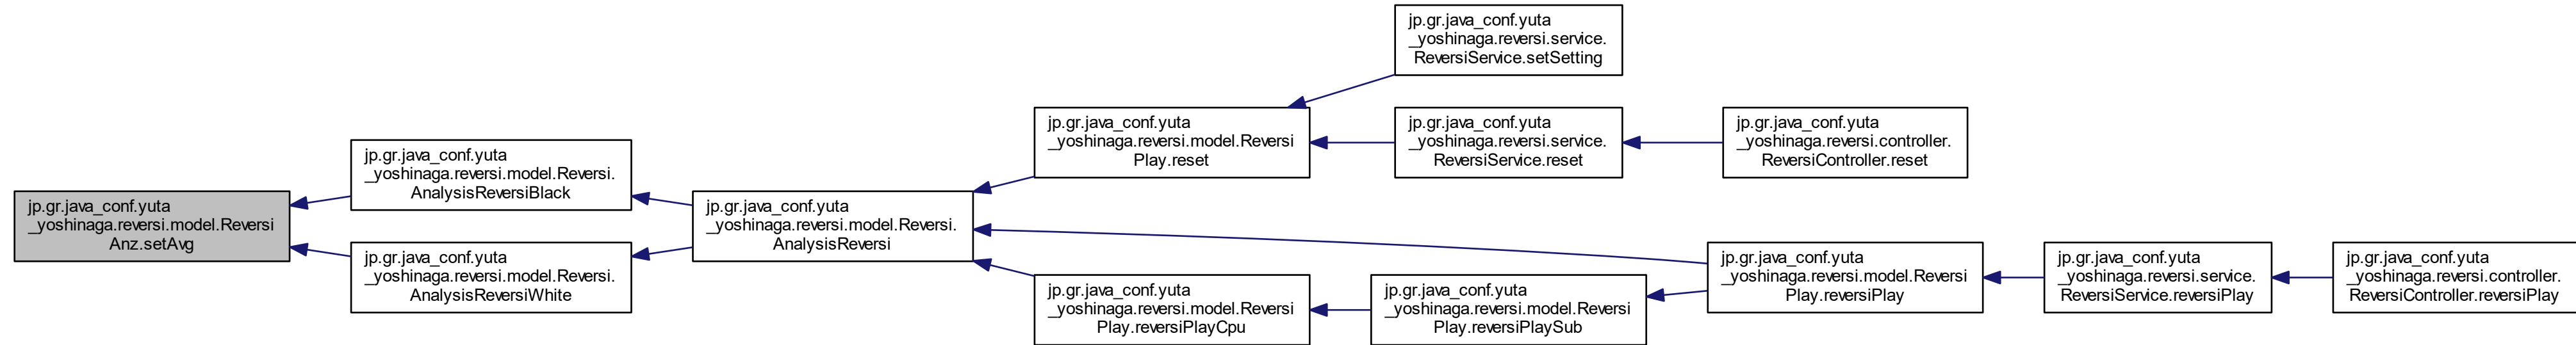 jp.gr.java_conf.yuta
_yoshinaga.reversi.model.Reversi
Anz.setAvg
jp.gr.java_conf.yuta
_yoshinaga.reversi.model.Reversi.
AnalysisReversiBlack
jp.gr.java_conf.yuta
_yoshinaga.reversi.model.Reversi.
AnalysisReversiWhite
jp.gr.java_conf.yuta
_yoshinaga.reversi.model.Reversi.
AnalysisReversi
jp.gr.java_conf.yuta
_yoshinaga.reversi.model.Reversi
Play.reset
jp.gr.java_conf.yuta
_yoshinaga.reversi.service.
ReversiService.setSetting
jp.gr.java_conf.yuta
_yoshinaga.reversi.service.
ReversiService.reset
jp.gr.java_conf.yuta
_yoshinaga.reversi.controller.
ReversiController.reset
jp.gr.java_conf.yuta
_yoshinaga.reversi.model.Reversi
Play.reversiPlayCpu
jp.gr.java_conf.yuta
_yoshinaga.reversi.model.Reversi
Play.reversiPlaySub
jp.gr.java_conf.yuta
_yoshinaga.reversi.model.Reversi
Play.reversiPlay
jp.gr.java_conf.yuta
_yoshinaga.reversi.service.
ReversiService.reversiPlay
jp.gr.java_conf.yuta
_yoshinaga.reversi.controller.
ReversiController.reversiPlay